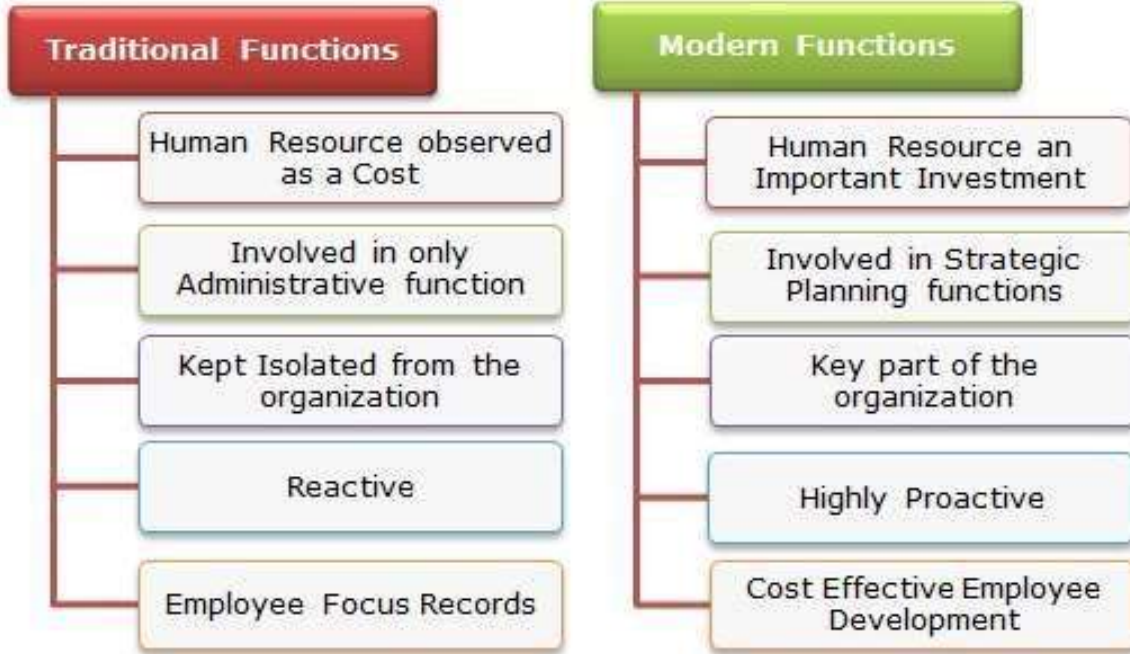 Traditional Functions
Human Resource observed
as a Cost
Involved in only
Administrative function
Kept Isolated from the
organization
Reactive
Employee Focus Records
Modern Functions
Human Resource an
Important Investment
Involved in Strategic
Planning functions
Key part of the
organization
Highly Proactive
Cost Effective Employee
Development